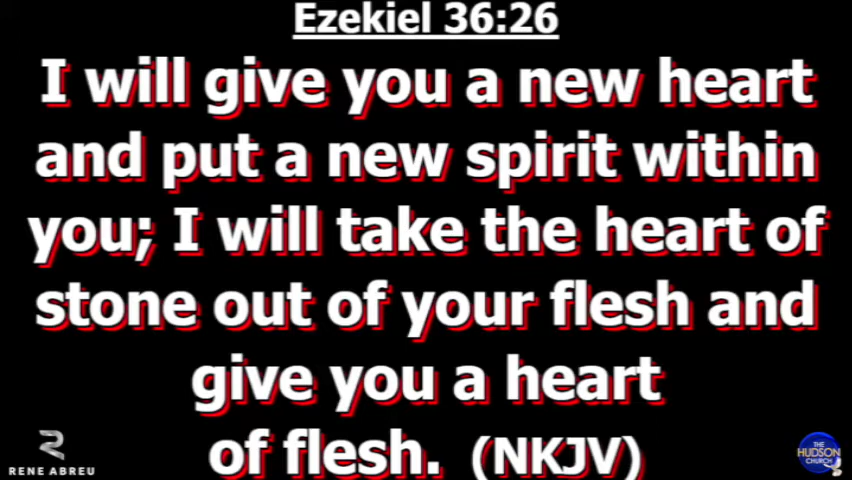 Ezekiel 36:26
I will give you a new heart
and put a new spirit within
you; I will take the heart of
stone out of your flesh and
give you a heart
of flesh. (NKJV)
RENE ABREU
THE
HUDSON
CHURCH